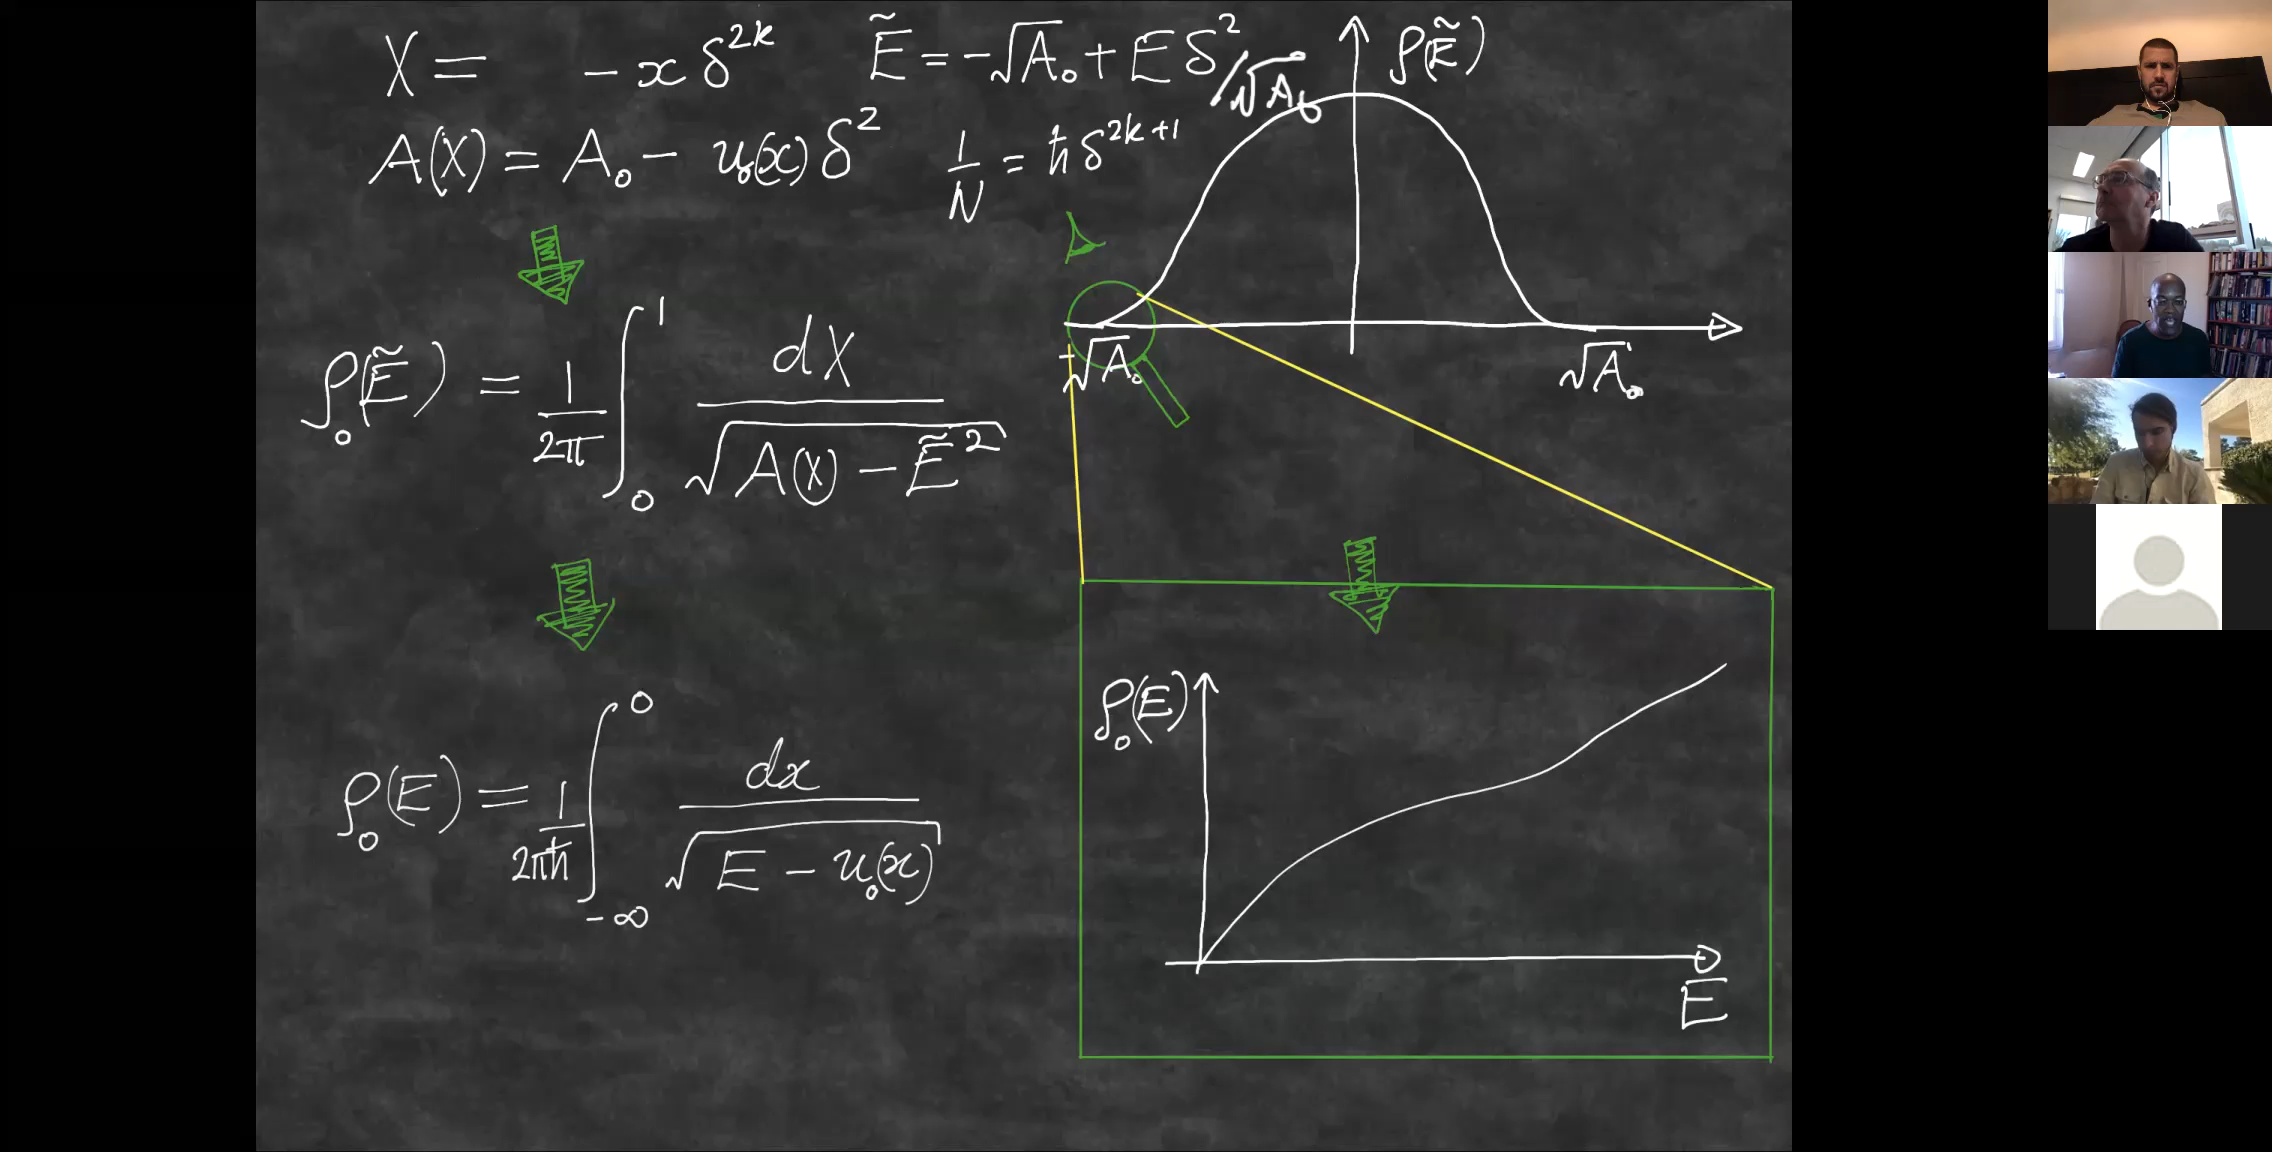 X = - x δ^{2k}
Ẽ = -√A₀ + E δ² / √A₀
A(X) = A₀ - u₀(x) δ²
1/N = ħ δ^{2k+1}
ρ₀(Ẽ) = 1/2π ∫₀¹ dX / √(A(X) - Ẽ²)
ρ₀(E) = 1/2πħ ∫_{-∞}^0 dx / √(E - u₀(x))
ρ(Ẽ)
-√A₀
√A₀
ρ₀(E)
E